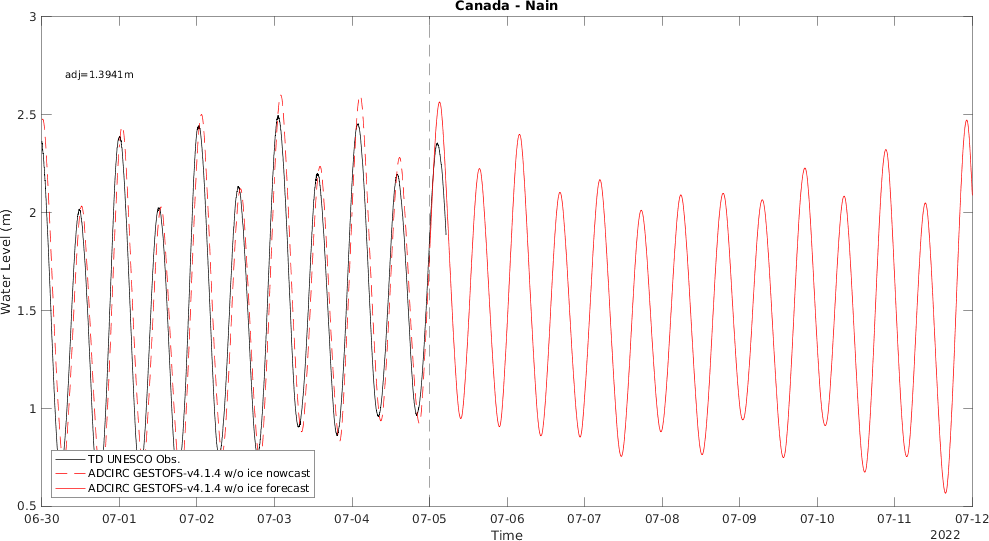 Canada - Nain
3
adj=1.3941m
2.5
2
Water Level (m)
1.5
1
TD UNESCO Obs.
ADCIRC GESTOFS-v4.1.4 w/o ice nowcast
ADCIRC GESTOFS-v4.1.4 w/o ice forecast
0.5
06-30 07-01 07-02 07-03 07-04 07-05 07-06 07-07 07-08 07-09 07-10 07-11 07-12
Time
2022